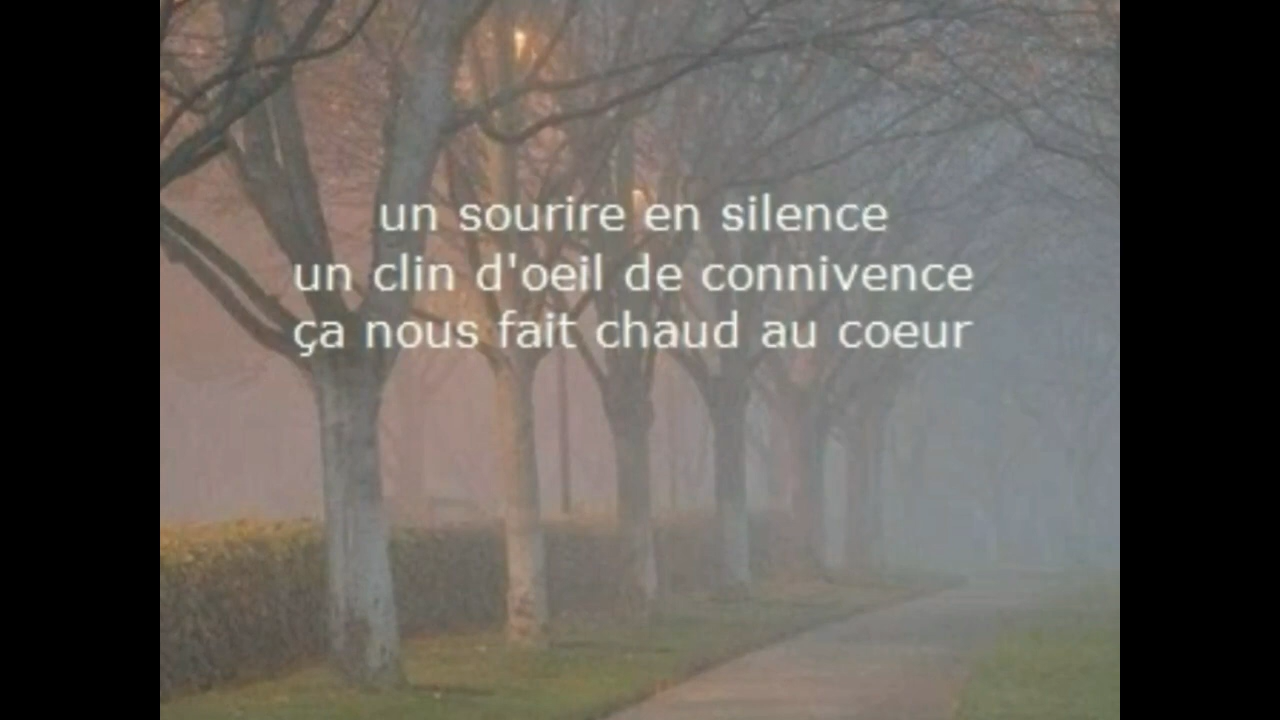 un sourire en silence
un clin d'oeil de connivence
ça nous fait chaud au coeur